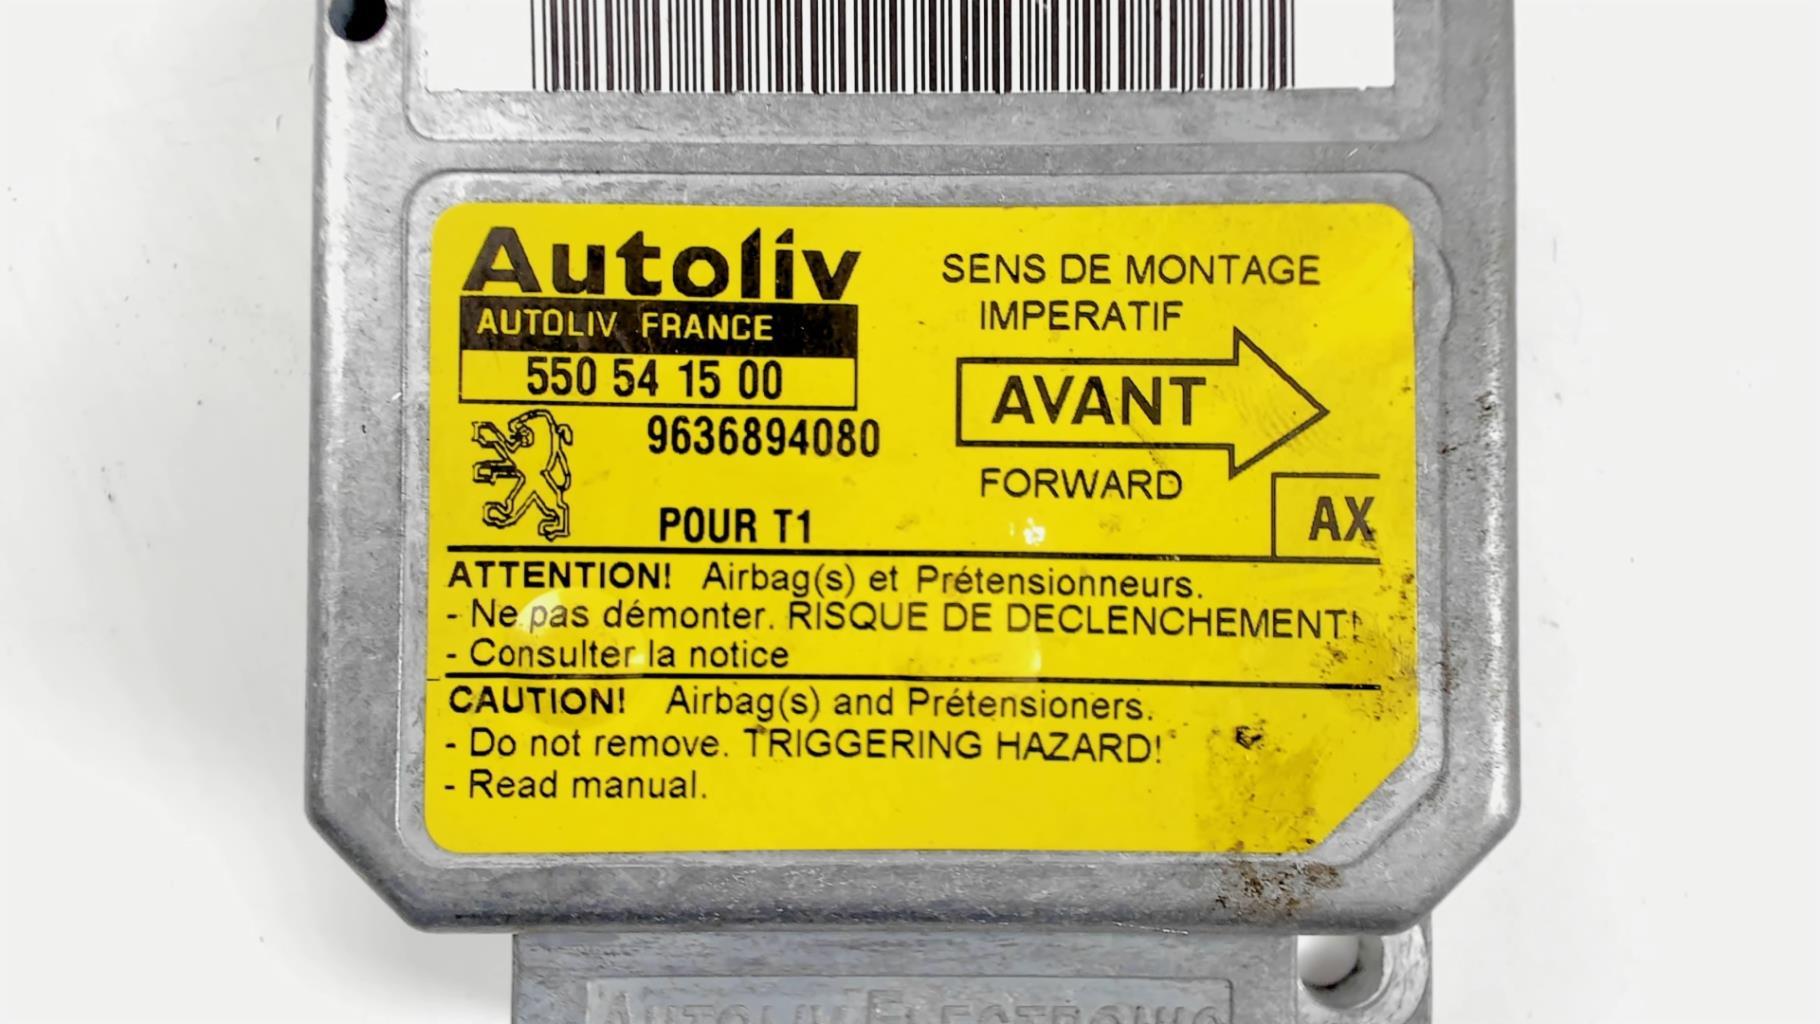 Autoliv
AUTOLIV FRANCE
550 54 15 00
9636894080
POUR T1
SENS DE MONTAGE
IMPERATIF
AVANT
FORWARD
AX
ATTENTION! Airbag(s) et Prétensionneurs.
- Ne pas démonter. RISQUE DE DECLENCHEMENT!
- Consulter la notice
CAUTION! Airbag(s) and Prétensioners.
- Do not remove. TRIGGERING HAZARD!
- Read manual.
AUTOLIV ELECTRONIC